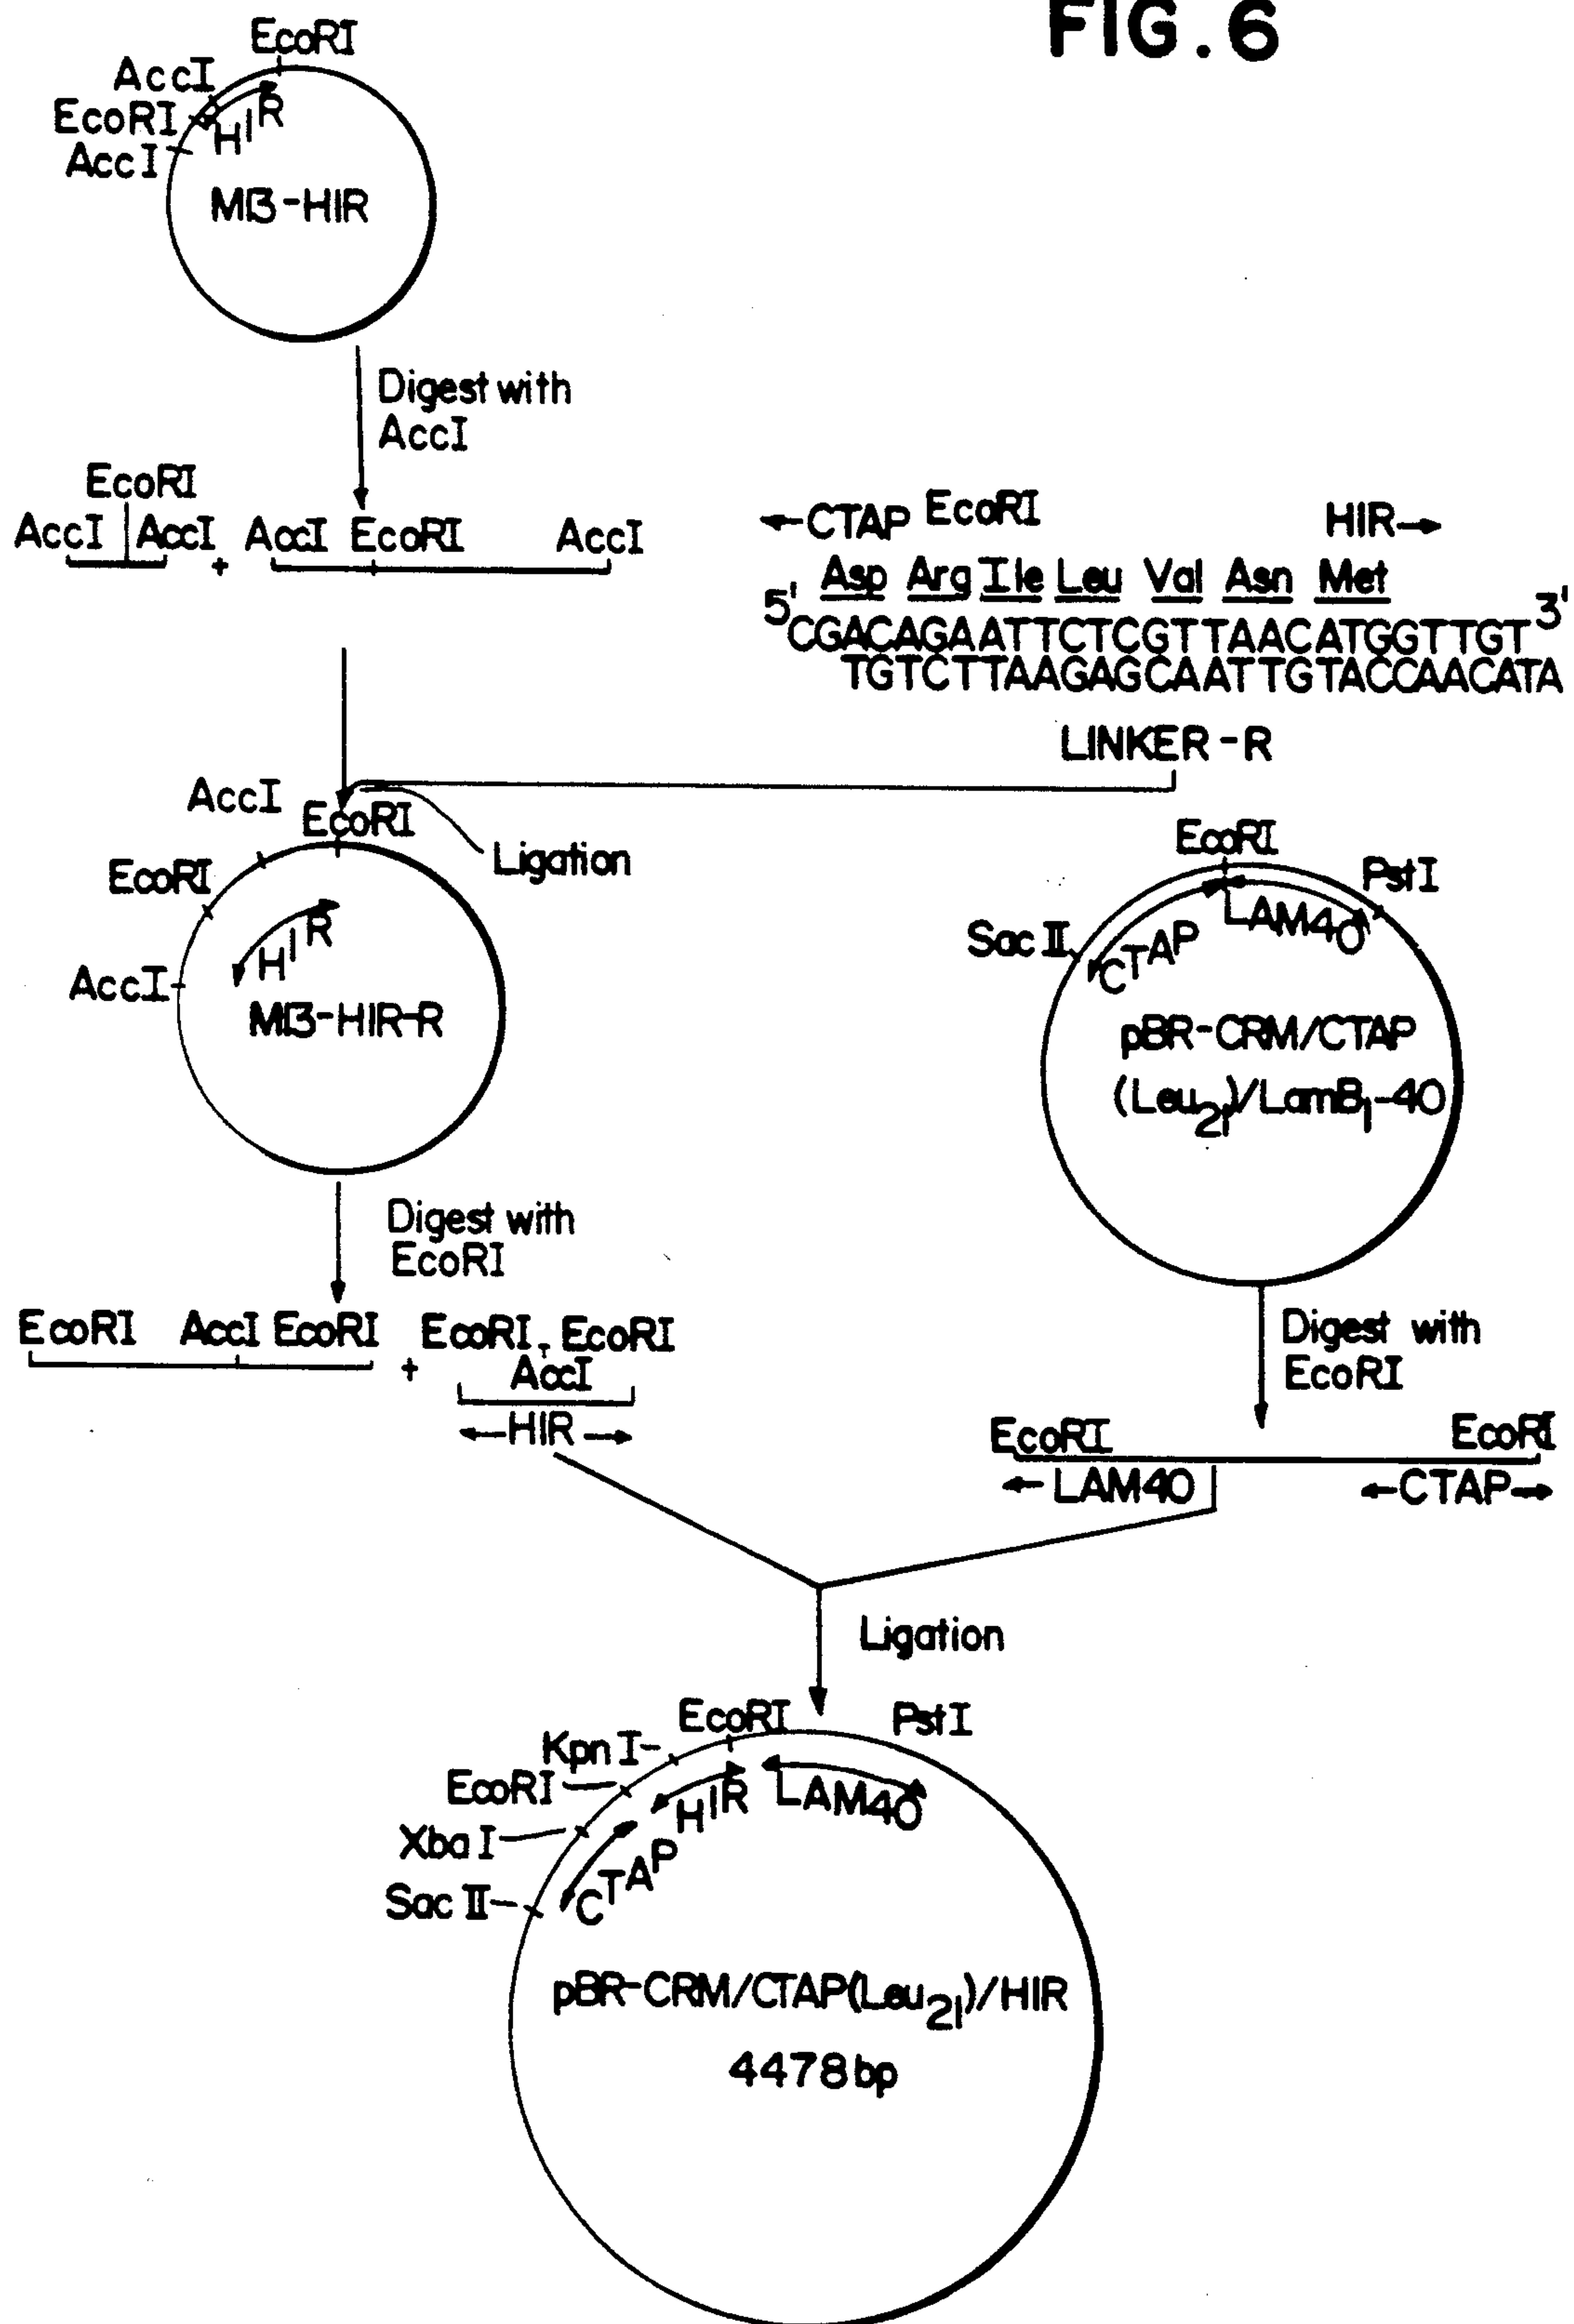 FIG. 6
EcoRI
AccI
EcoRI
AccI
HIR
M13-HIR
Digest with
AccI
EcoRI
AccI AccI + AccI EcoRI AccI
←CTAP EcoRI HIR→
Asp Arg Ile Leu Val Asn Met
5' CGACAGAATTCTCGTTAACATGGTTGT 3'
TGTCTTAAGAGCAATTGTACCAACATA
LINKER-R
AccI
EcoRI
Ligation
EcoRI
AccI
HIR
M13-HIR-R
EcoRI
PstI
Sac II
CTAP
LAM40
pBR-CRM/CTAP
(Leu21)/LamB1-40
Digest with
EcoRI
EcoRI AccI EcoRI + EcoRI EcoRI
AccI
←HIR→
Digest with
EcoRI
EcoRI EcoRI
←LAM40 ←CTAP→
Ligation
EcoRI
PstI
Kpn I
EcoRI
Xba I
Sac II
CTAP
HIR
LAM40
pBR-CRM/CTAP(Leu21)/HIR
4478bp